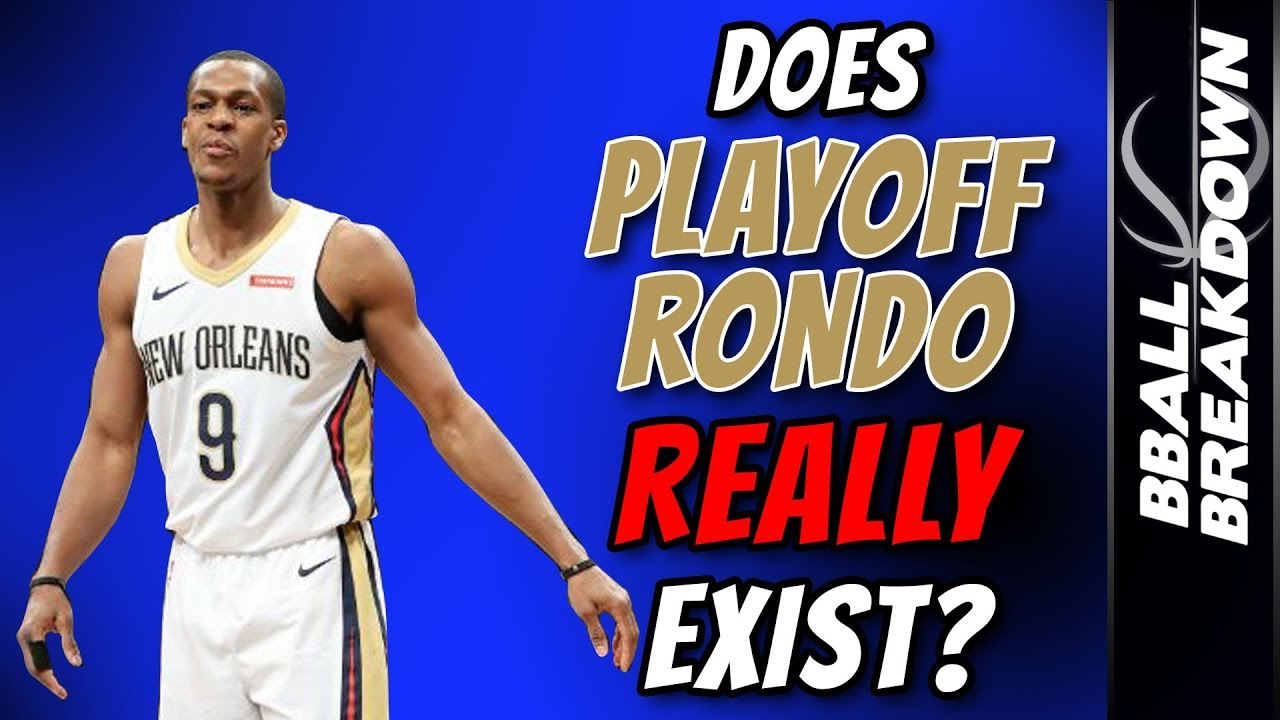 DOES
PLAYOFF
RONDO
REALLY
EXIST?
NEW ORLEANS
9
BBALL
BREAKDOWN